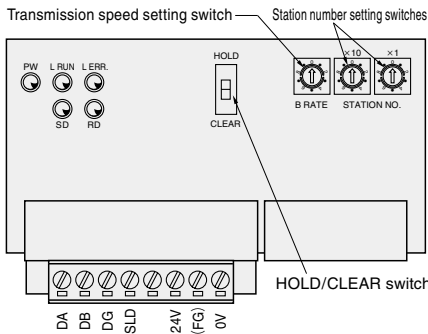 Transmission speed setting switch
Station number setting switches
HOLD
×10
×1
PW
L RUN
L ERR.
B RATE
STATION NO.
SD
RD
CLEAR
HOLD/CLEAR switch
DA
DB
DG
SLD
24V
(FG)
0V